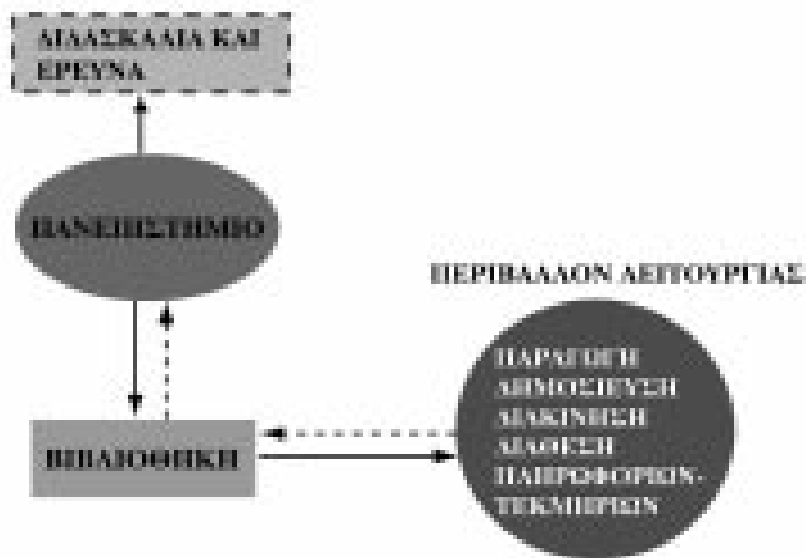 ΔΙΔΑΣΚΑΛΙΑ ΚΑΙ
ΕΡΕΥΝΑ
ΠΑΝΕΠΙΣΤΗΜΙΟ
ΠΕΡΙΒΑΛΛΟΝ ΛΕΙΤΟΥΡΓΙΑΣ
ΠΑΡΑΓΩΓΗ
ΔΗΜΟΣΙΕΥΣΗ
ΔΙΑΚΙΝΗΣΗ
ΔΙΑΘΕΣΗ
ΠΛΗΡΟΦΟΡΙΩΝ-
ΤΕΚΜΗΡΙΩΝ
ΒΙΒΛΙΟΘΗΚΗ